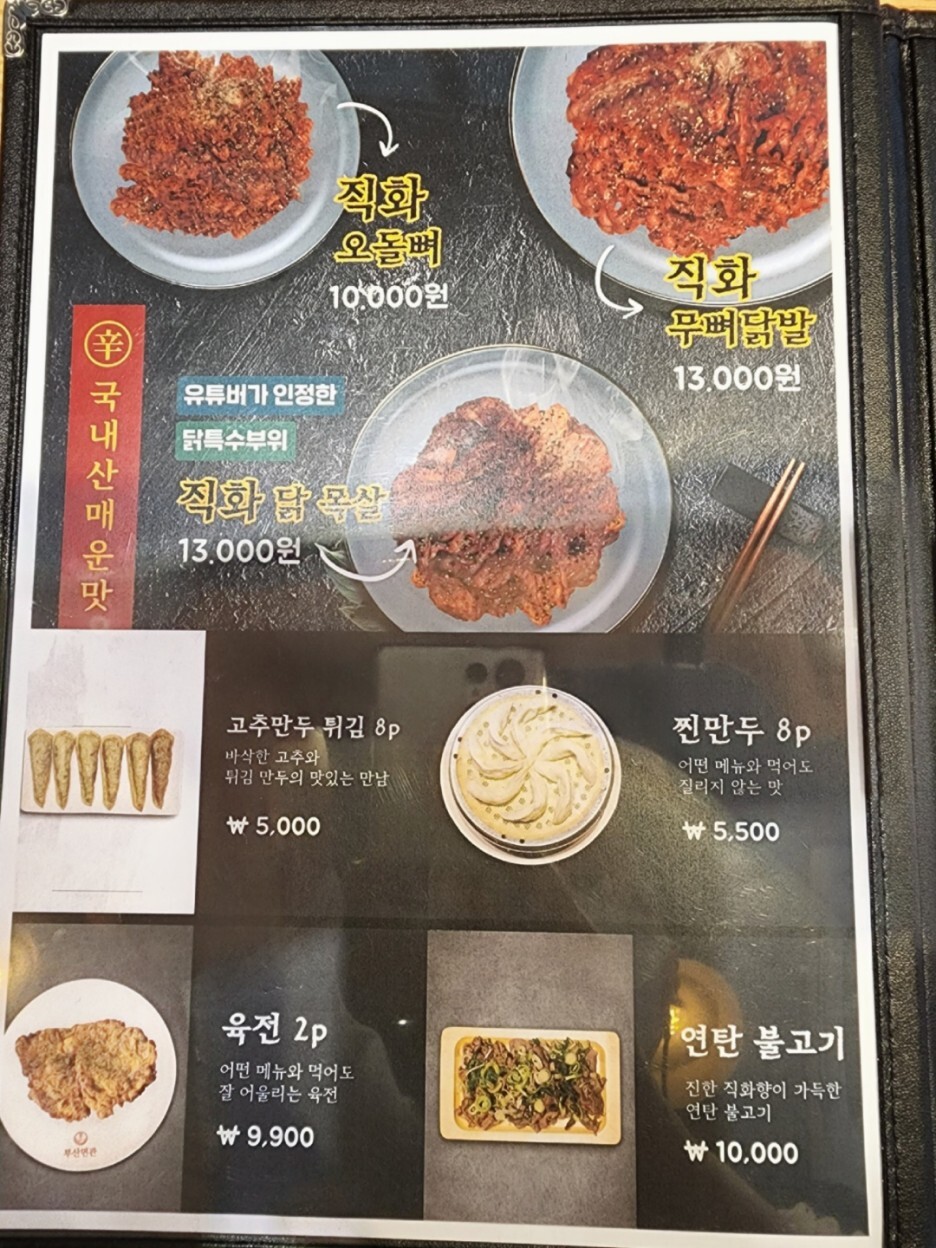 직화
오돌뼈
10,000원
직화
무뼈닭발
13,000원
辛
국내산매운맛
유튜버가 인정한
닭특수부위
직화 닭 목살
13,000원
고추만두 튀김 8p
바삭한 고추와
튀김 만두의 맛있는 만남
₩ 5,000
찐만두 8p
어떤 메뉴와 먹어도
질리지 않는 맛
₩ 5,500
육전 2p
어떤 메뉴와 먹어도
잘 어울리는 육전
₩ 9,900
부산면관
연탄 불고기
진한 직화향이 가득한
연탄 불고기
₩ 10,000